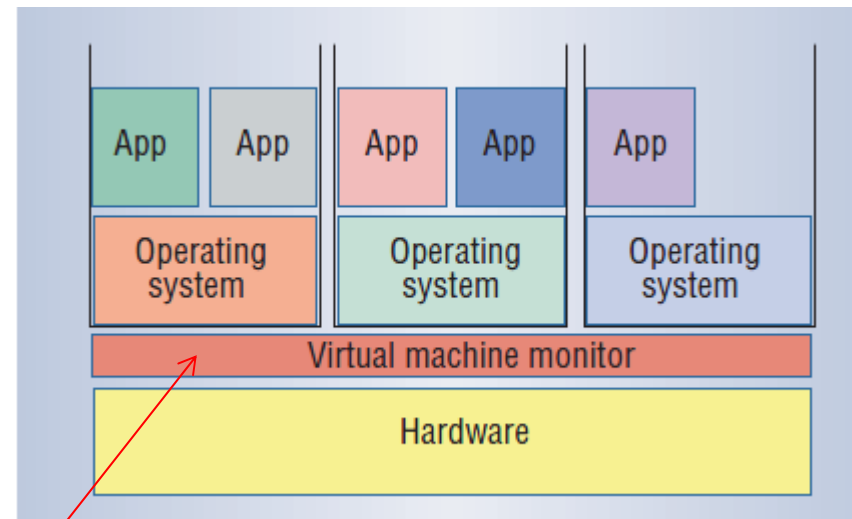 App App App App App
Operating Operating Operating
system system system
Virtual machine monitor
Hardware